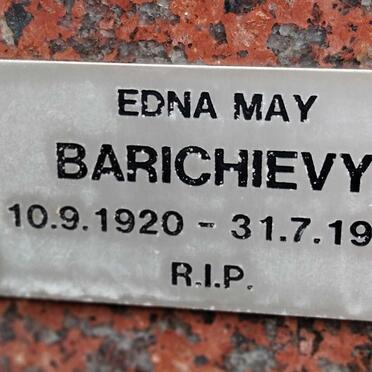 EDNA MAY
BARICHIEVY
10.9.1920 - 31.7.19
R.I.P.